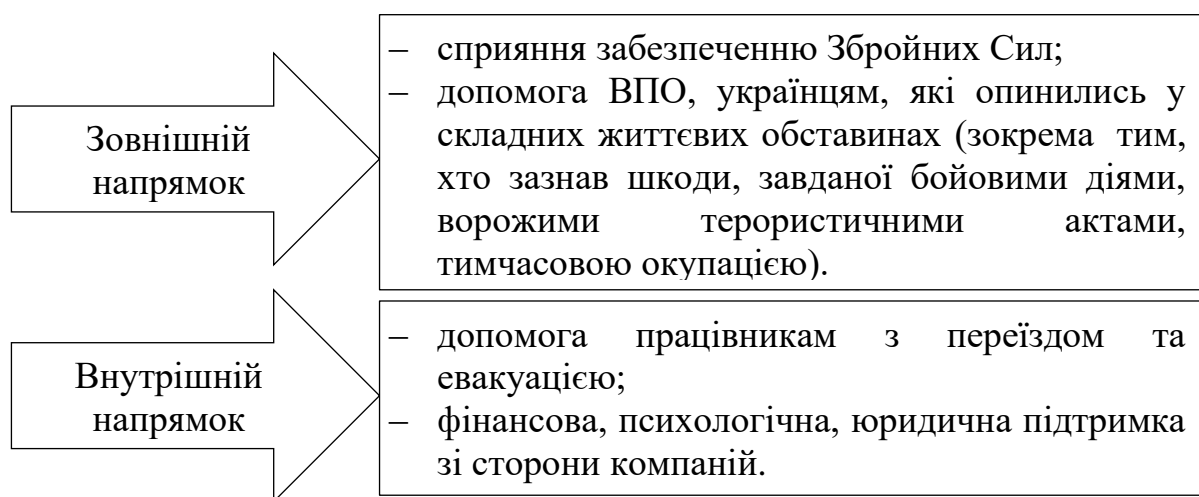 Зовнішній
напрямок
– сприяння забезпеченню Збройних Сил;
– допомога ВПО, українцям, які опинились у
складних життєвих обставинах (зокрема тим,
хто зазнав шкоди, завданої бойовими діями,
ворожими терористичними актами,
тимчасовою окупацією).
Внутрішній
напрямок
– допомога працівникам з переїздом та
евакуацією;
– фінансова, психологічна, юридична підтримка
зі сторони компаній.